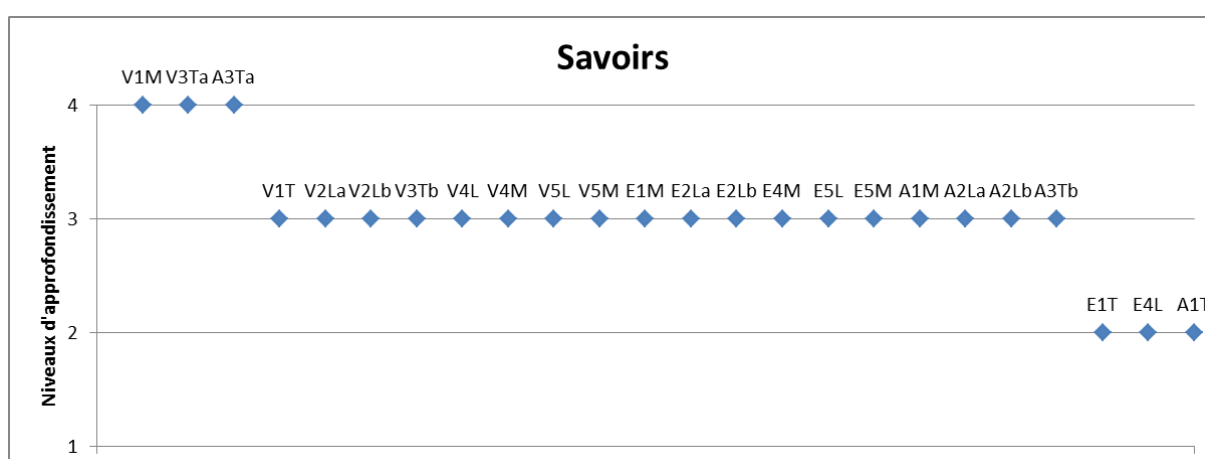 Savoirs
V1M V3Ta A3Ta
4
V1T V2La V2Lb V3Tb V4L V4M V5L V5M E1M E2La E2Lb E4M E5L E5M A1M A2La A2Lb A3Tb
3
E1T E4L A1T
2
1
Niveaux d'approfondissement